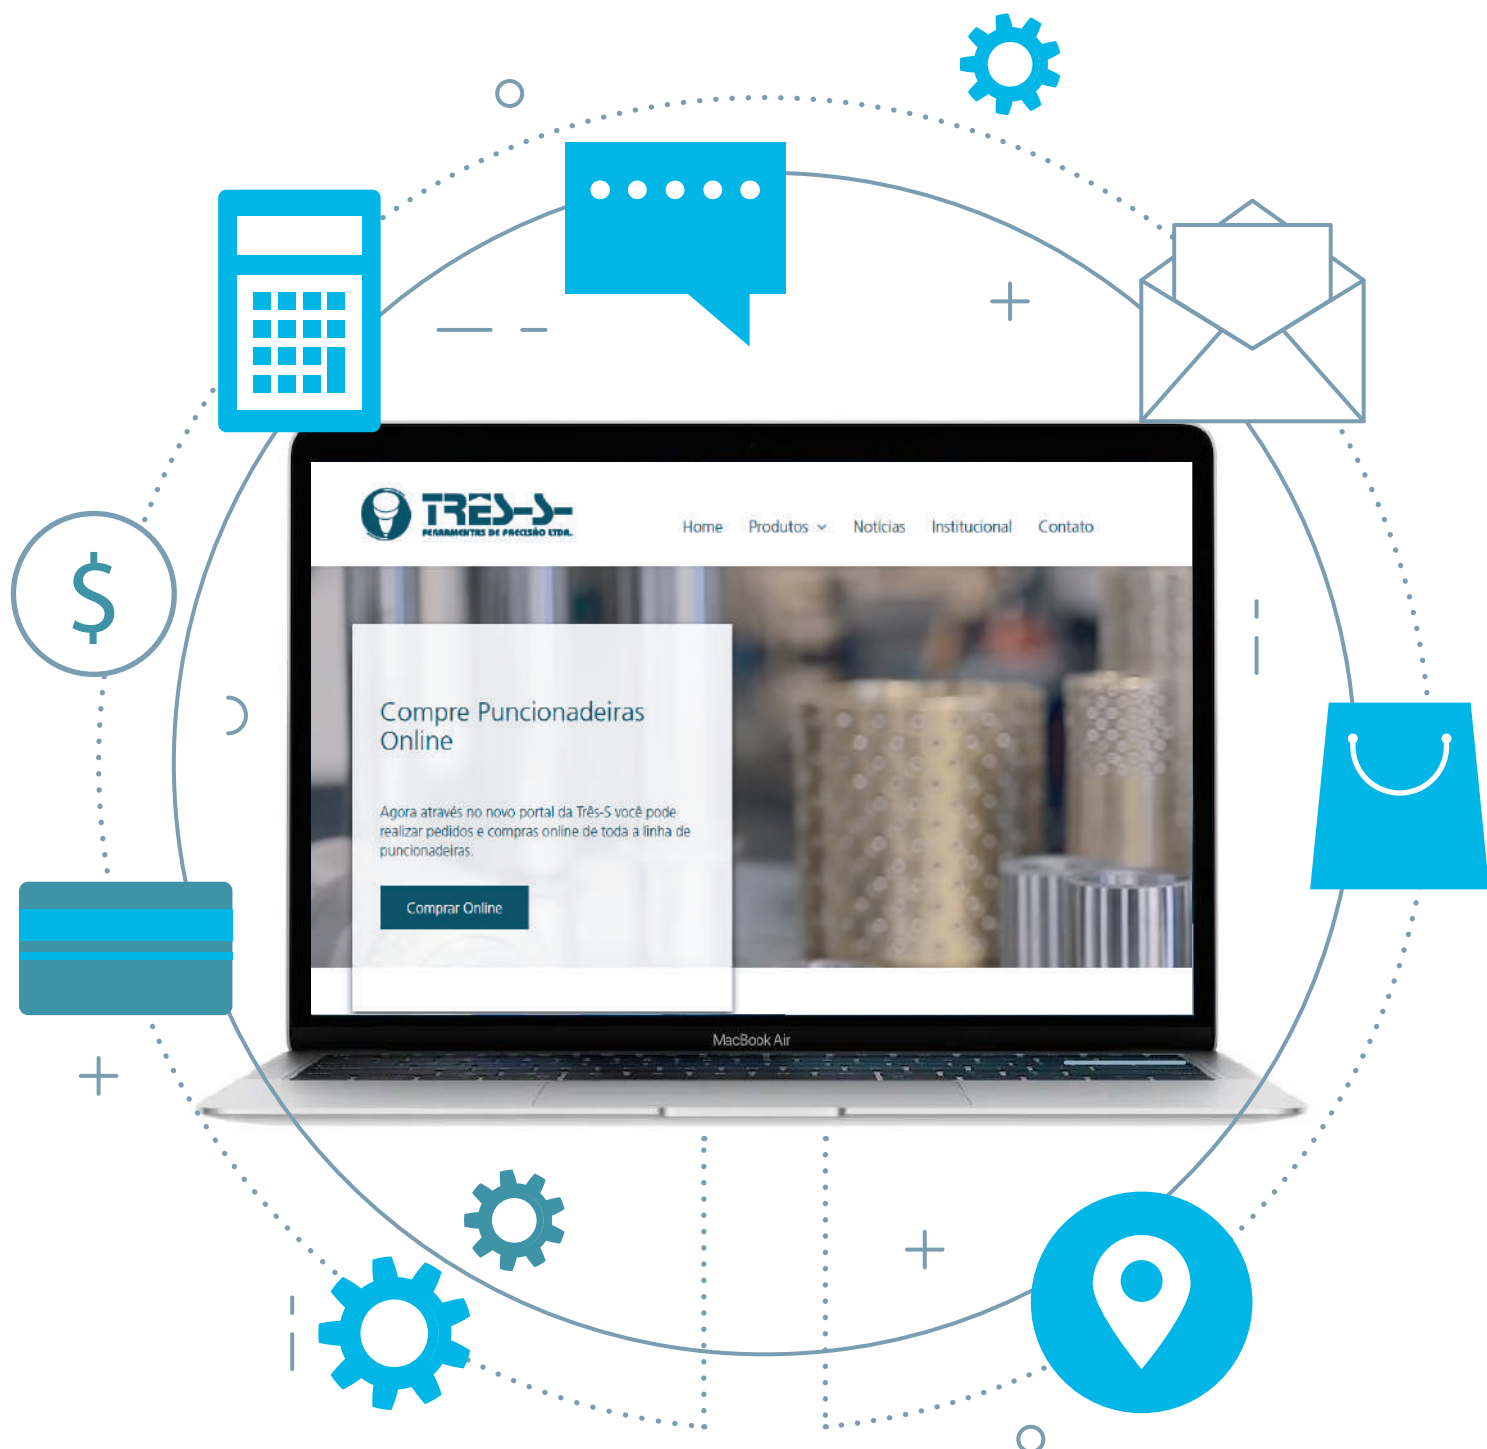 TRÊS-S-
FERRAMENTAS DE PRECISÃO LTDA.
Home Produtos Notícias Institucional Contato
$
Compre Puncionadeiras
Online
Agora através no novo portal da Três-S você pode
realizar pedidos e compras online de toda a linha de
puncionadeiras.
Comprar Online
MacBook Air